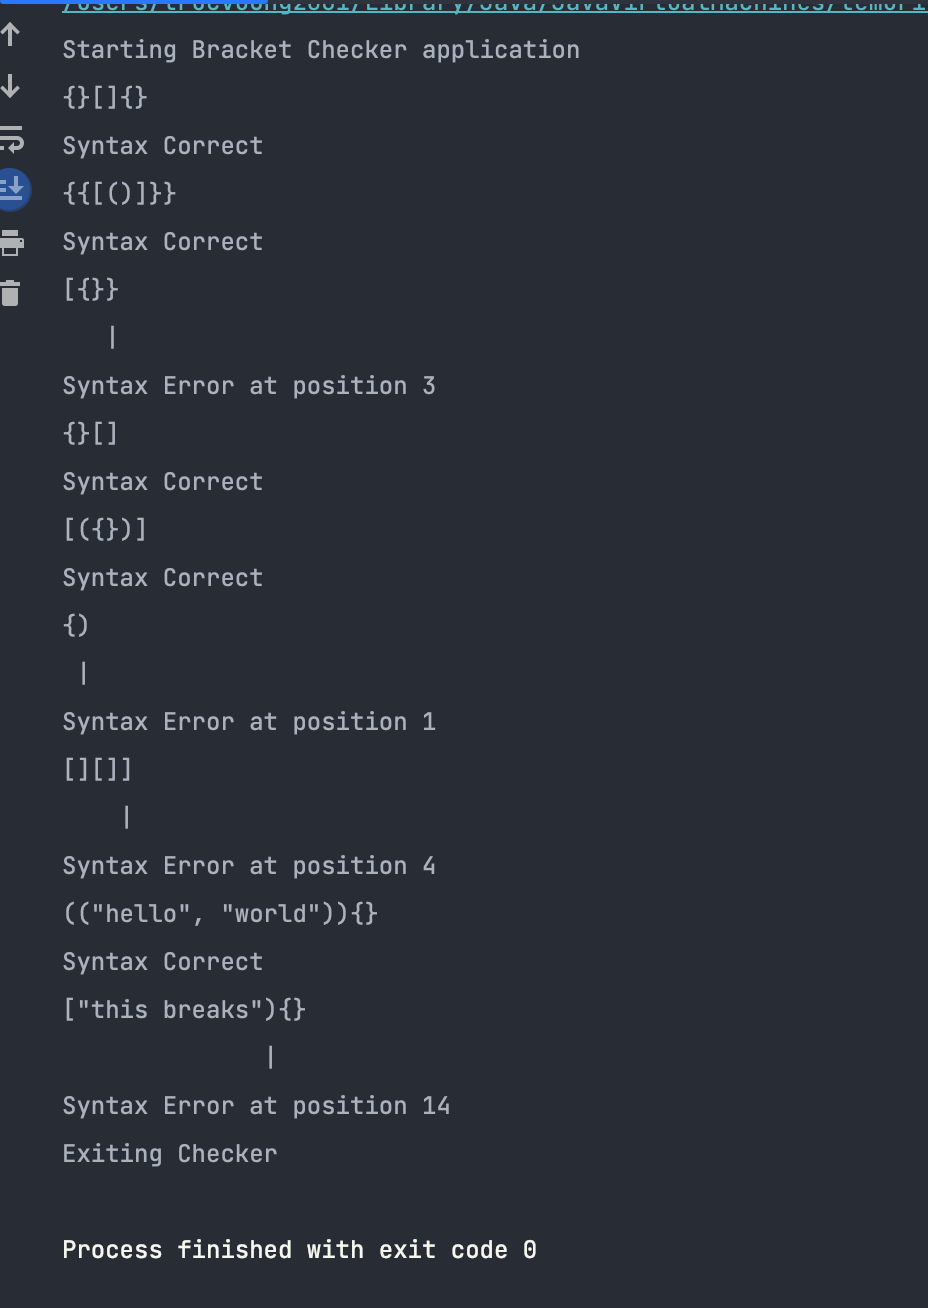 Starting Bracket Checker application
{}[]{}
Syntax Correct
{{[()]}}
Syntax Correct
[{}}
   |
Syntax Error at position 3
{}[]
Syntax Correct
[({})]
Syntax Correct
{)
 |
Syntax Error at position 1
[][]]
    |
Syntax Error at position 4
(("hello", "world")){}
Syntax Correct
["this breaks"){}
              |
Syntax Error at position 14
Exiting Checker
Process finished with exit code 0